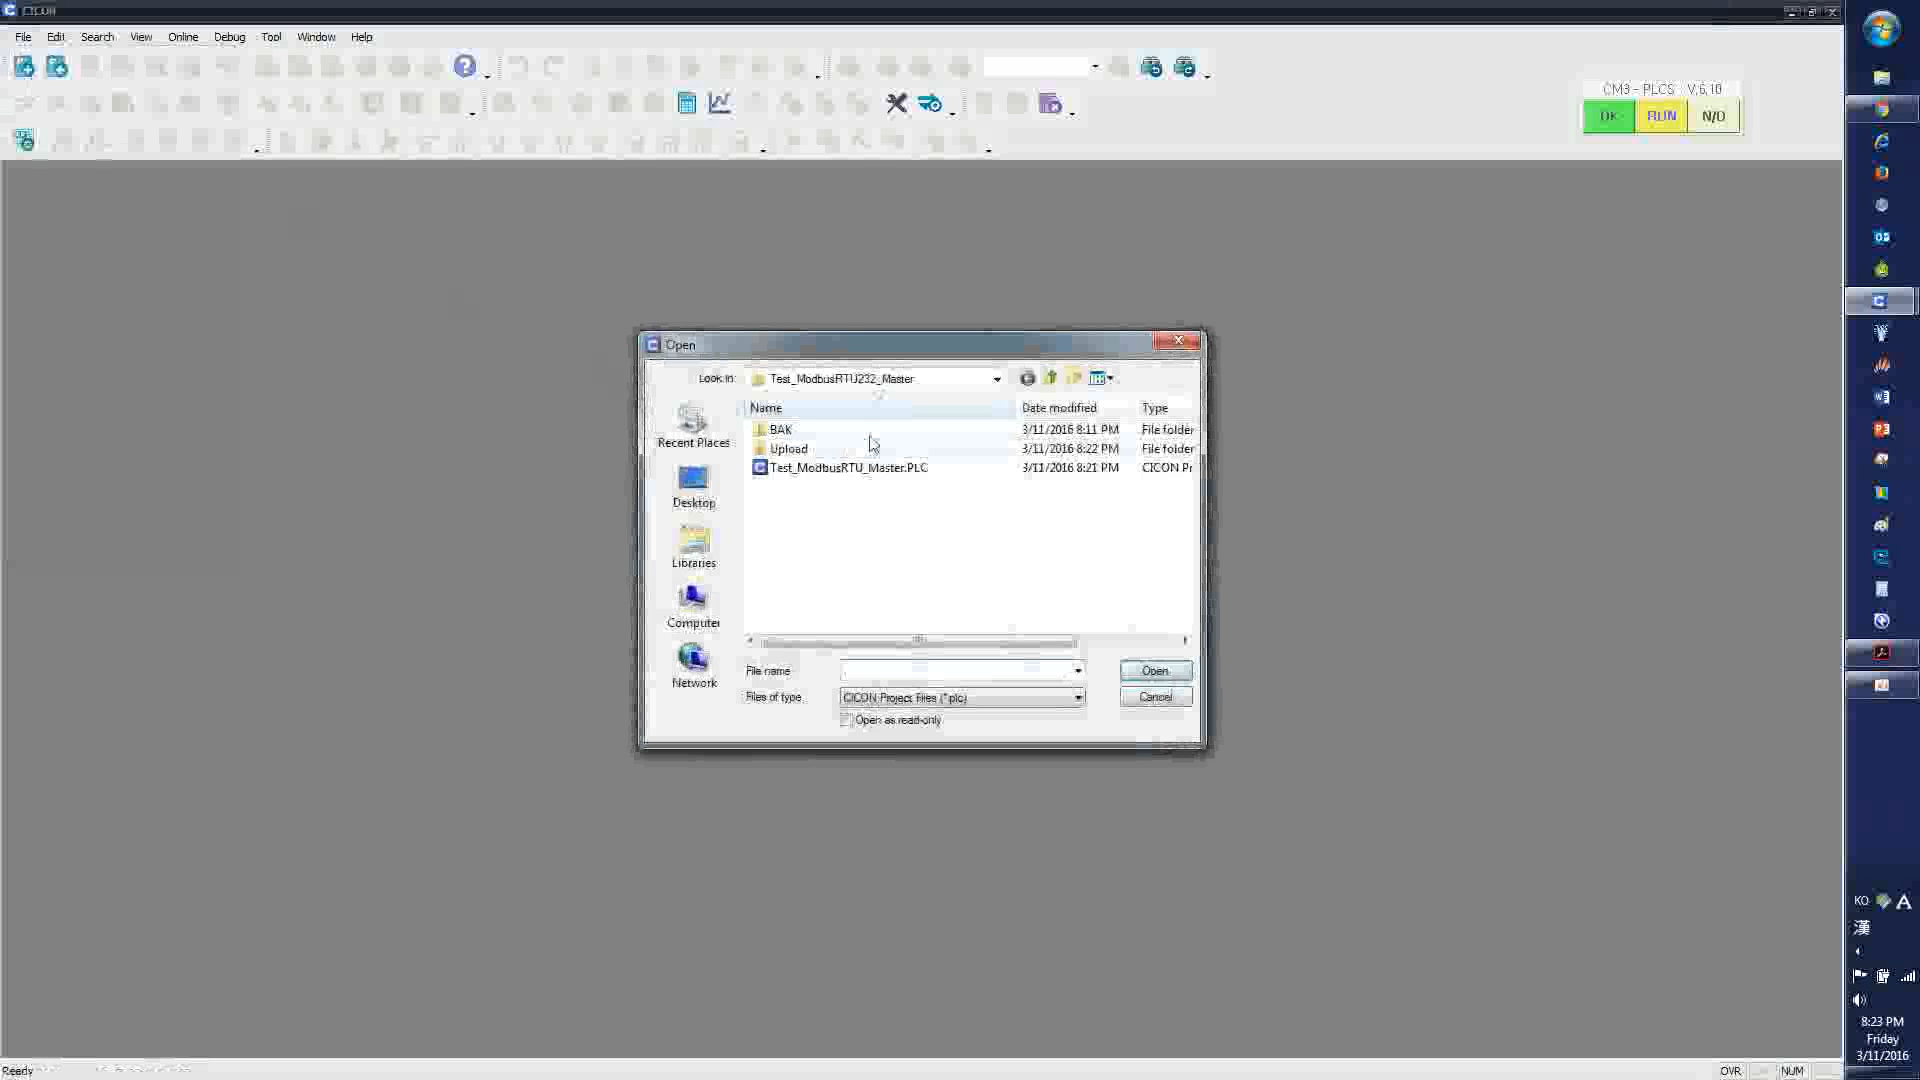 CICON
File Edit Search View Online Debug Tool Window Help
CM3 - PLCS V,6,10
OK RUN N/O
Open
Look in: Test_ModbusRTU232_Master
Name Date modified Type
BAK 3/11/2016 8:11 PM File folder
Upload 3/11/2016 8:22 PM File folder
Test_ModbusRTU_Master.PLC 3/11/2016 8:21 PM CICON Pr
Recent Places
Desktop
Libraries
Computer
Network
File name Open
Files of type CICON Project Files (*.plc) Cancel
Open as read-only
KO A
漢
8:23 PM
Friday
3/11/2016
Ready OVR NUM